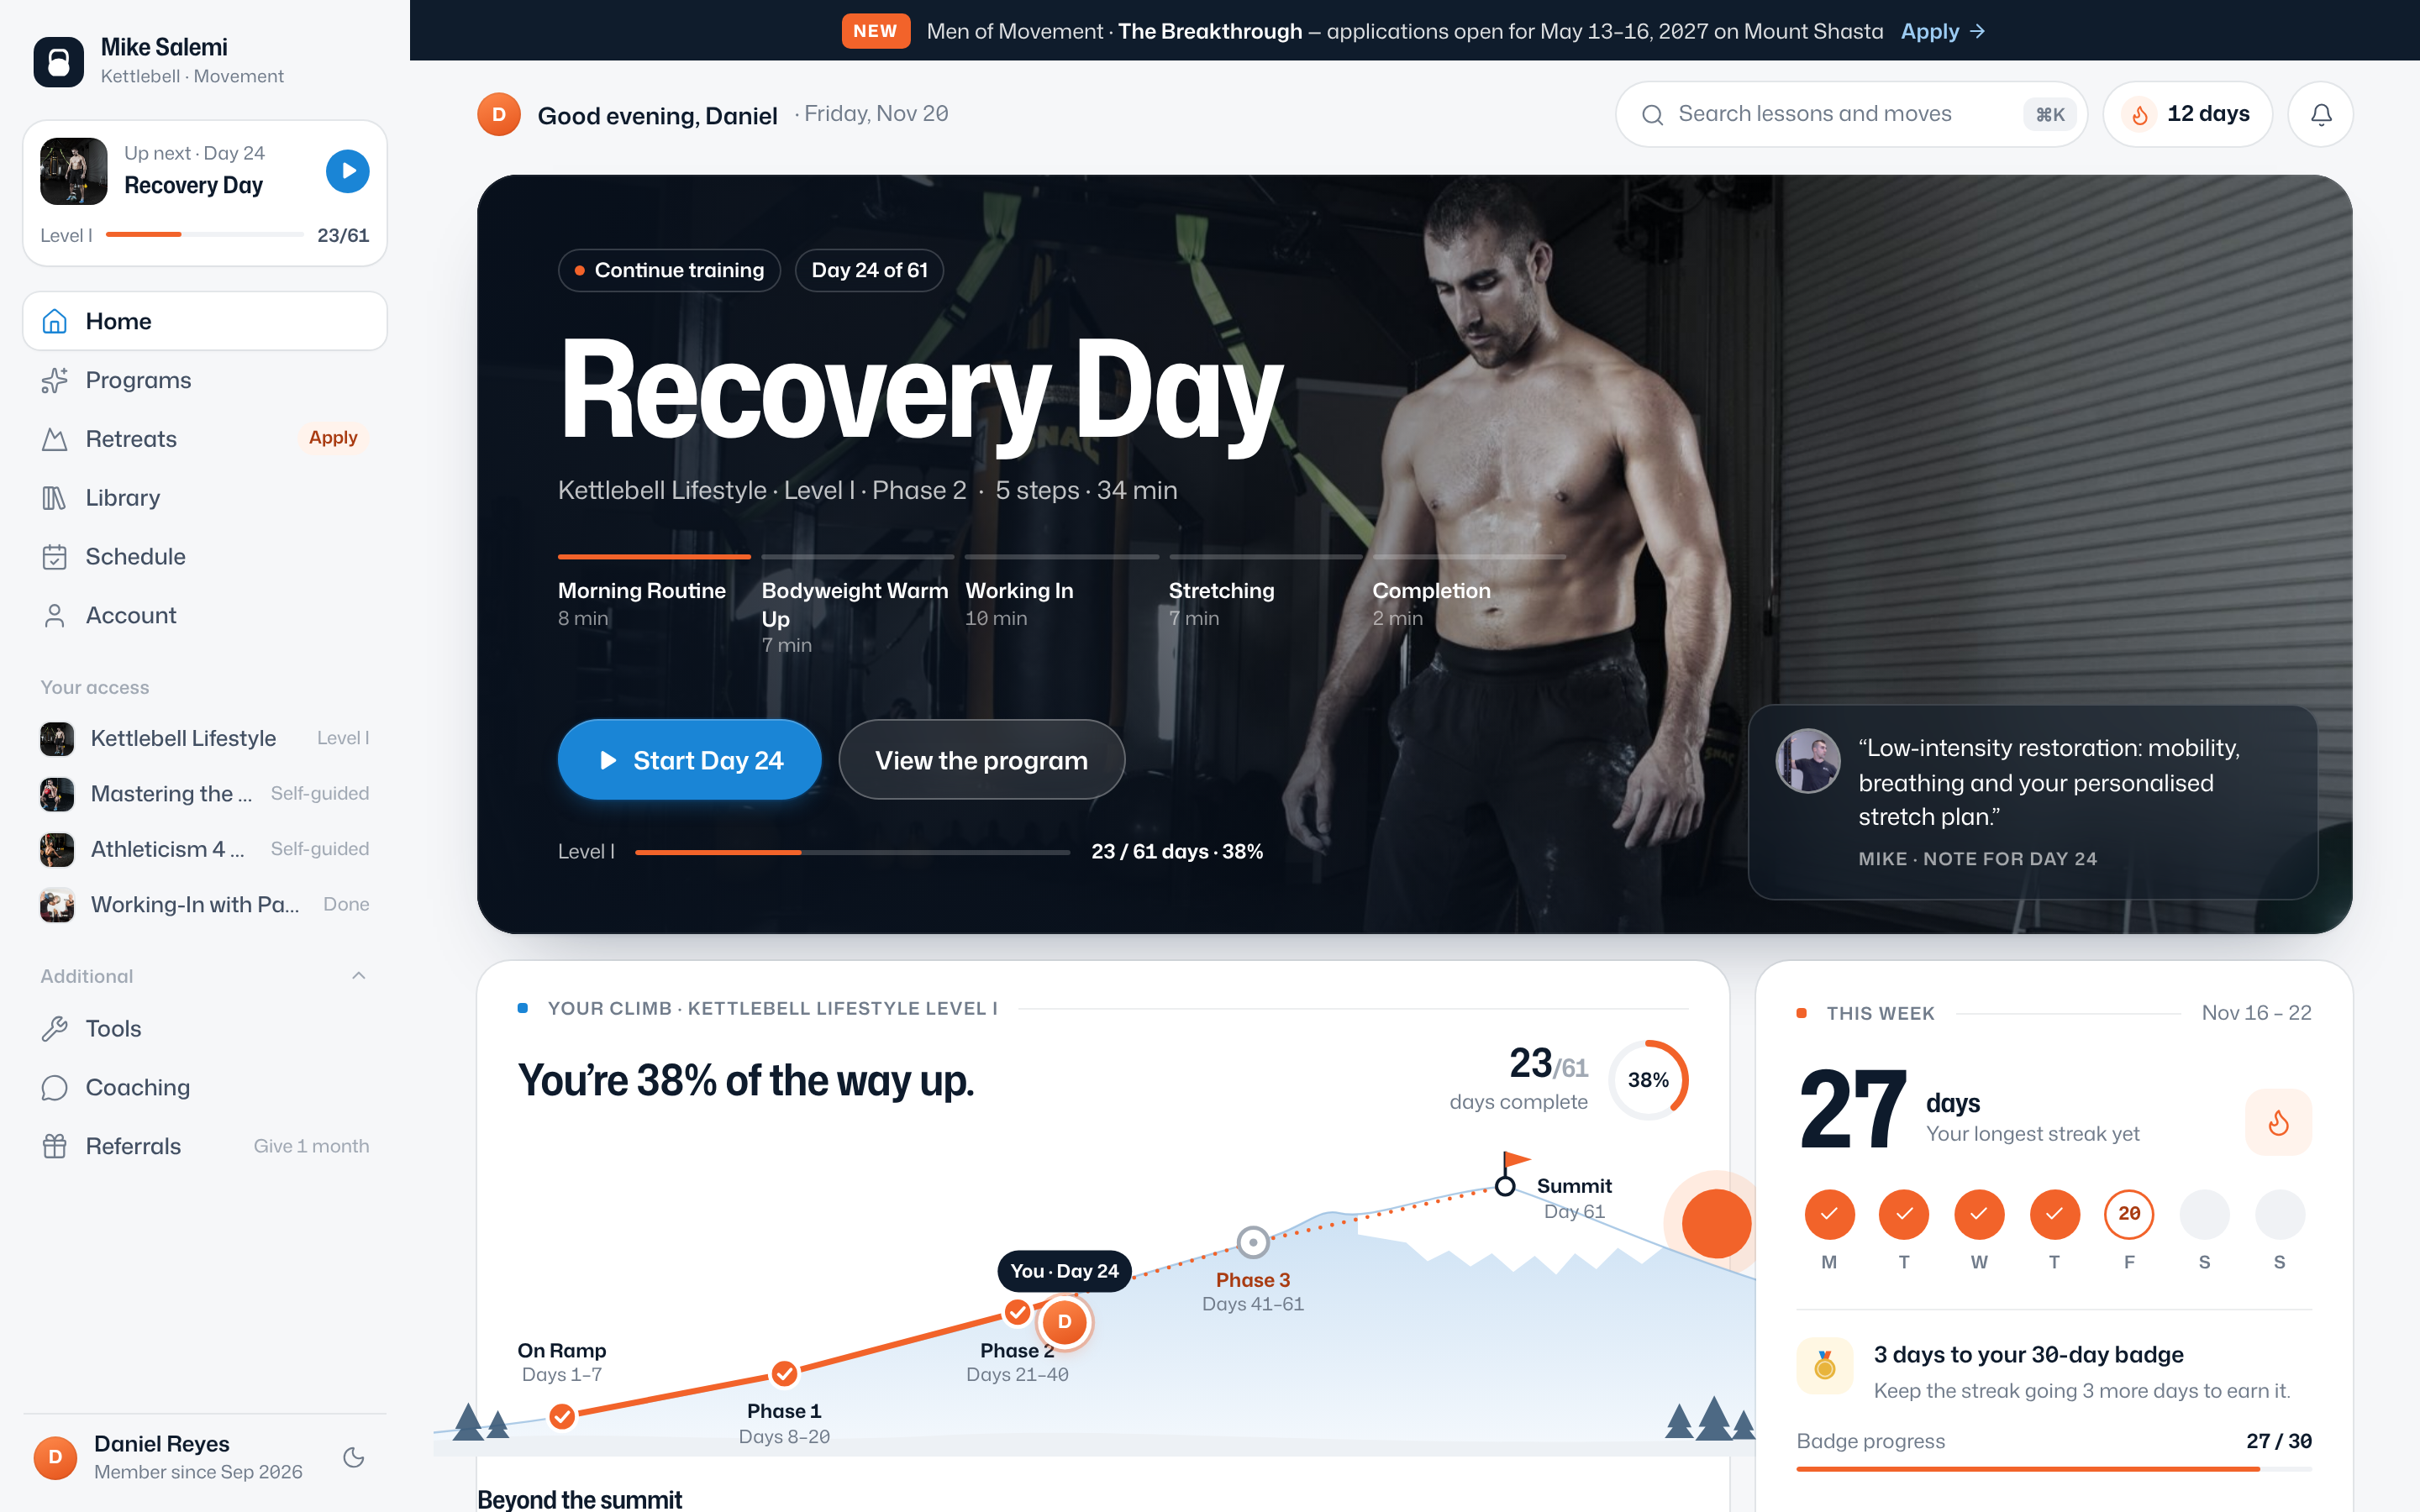 Mike Salemi
Kettlebell · Movement
Up next · Day 24
Recovery Day
Level I
23/61
Home
Programs
Retreats
Apply
Library
Schedule
Account
Your access
Kettlebell Lifestyle
Level I
Mastering the ...
Self-guided
Athleticism 4 ...
Self-guided
Working-In with Pa...
Done
Additional
Tools
Coaching
Referrals
Give 1 month
D
Daniel Reyes
Member since Sep 2026
NEW
Men of Movement · The Breakthrough — applications open for May 13–16, 2027 on Mount Shasta
Apply →
D
Good evening, Daniel
· Friday, Nov 20
Search lessons and moves
⌘K
12 days
Continue training
Day 24 of 61
Recovery Day
Kettlebell Lifestyle · Level I · Phase 2 · 5 steps · 34 min
Morning Routine
8 min
Bodyweight Warm
Up
7 min
Working In
10 min
Stretching
7 min
Completion
2 min
Start Day 24
View the program
Level I
23 / 61 days · 38%
“Low-intensity restoration: mobility,
breathing and your personalised
stretch plan.”
MIKE · NOTE FOR DAY 24
YOUR CLIMB · KETTLEBELL LIFESTYLE LEVEL I
You’re 38% of the way up.
23/61
days complete
38%
Summit
Day 61
Phase 3
Days 41–61
You · Day 24
D
Phase 2
Days 21–40
On Ramp
Days 1–7
Phase 1
Days 8–20
Beyond the summit
THIS WEEK
Nov 16 – 22
27
days
Your longest streak yet
20
M T W T F S S
3 days to your 30-day badge
Keep the streak going 3 more days to earn it.
Badge progress
27 / 30